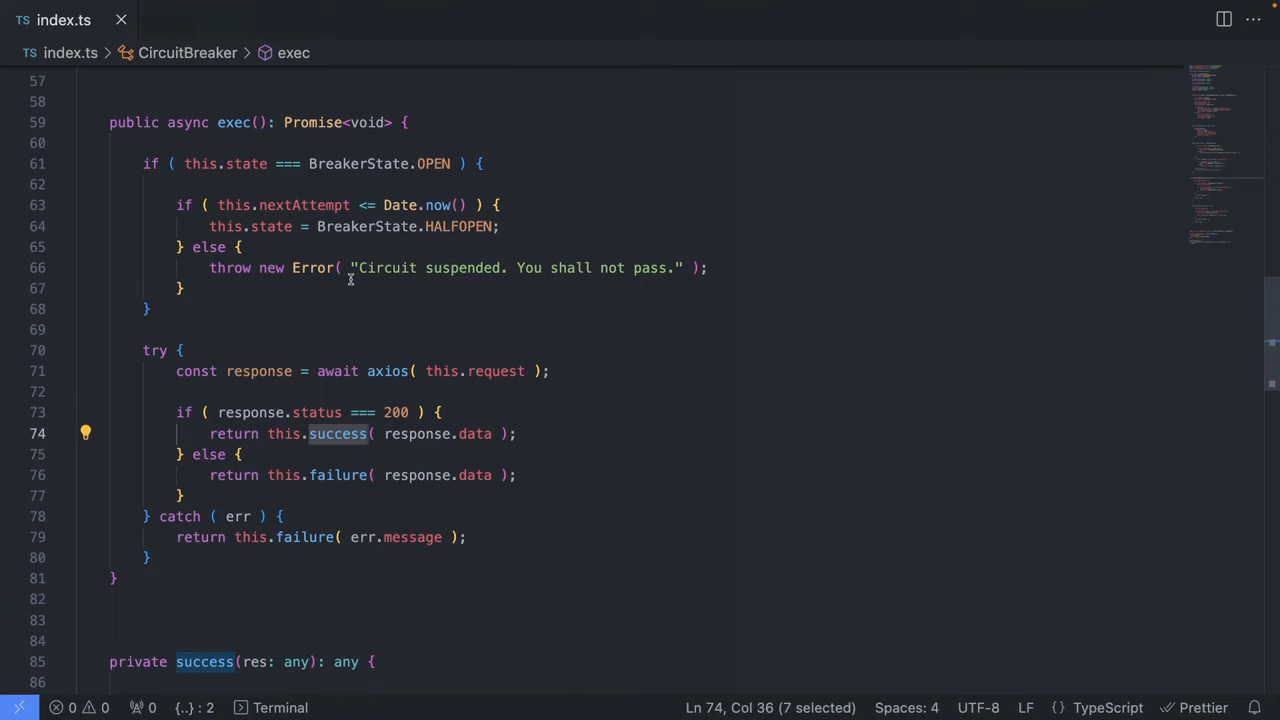 TS index.ts
TS index.ts > CircuitBreaker > exec
57
58
59 public async exec(): Promise<void> {
60
61 if ( this.state === BreakerState.OPEN ) {
62
63 if ( this.nextAttempt <= Date.now() ) {
64 this.state = BreakerState.HALFOPEN;
65 } else {
66 throw new Error( "Circuit suspended. You shall not pass." );
67 }
68 }
69
70 try {
71 const response = await axios( this.request );
72
73 if ( response.status === 200 ) {
74 return this.success( response.data );
75 } else {
76 return this.failure( response.data );
77 }
78 } catch ( err ) {
79 return this.failure( err.message );
80 }
81 }
82
83
84
85 private success(res: any): any {
86
0 0 0 {..} : 2 Terminal Ln 74, Col 36 (7 selected) Spaces: 4 UTF-8 LF {} TypeScript Prettier